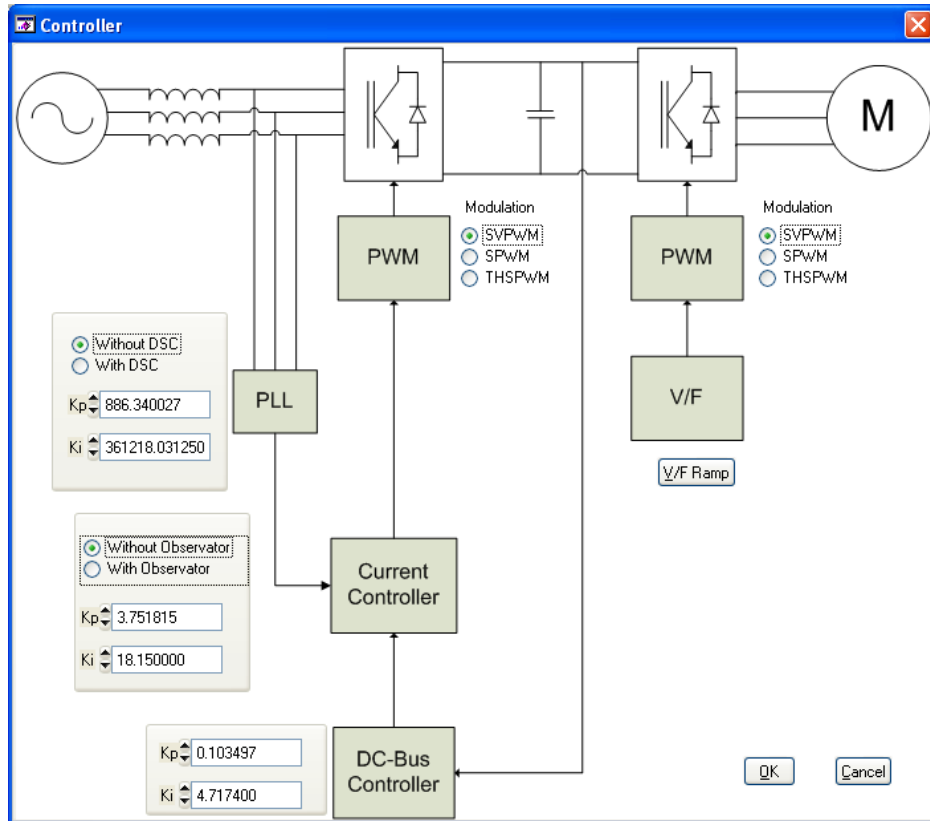 Controller
M
Modulation
SVPWM
SPWM
THSPWM
PWM
Modulation
SVPWM
SPWM
THSPWM
PWM
Without DSC
With DSC
Kp 886.340027
Ki 361218.031250
PLL
V/F
V/F Ramp
Without Observator
With Observator
Kp 3.751815
Ki 18.150000
Current
Controller
Kp 0.103497
Ki 4.717400
DC-Bus
Controller
OK
Cancel